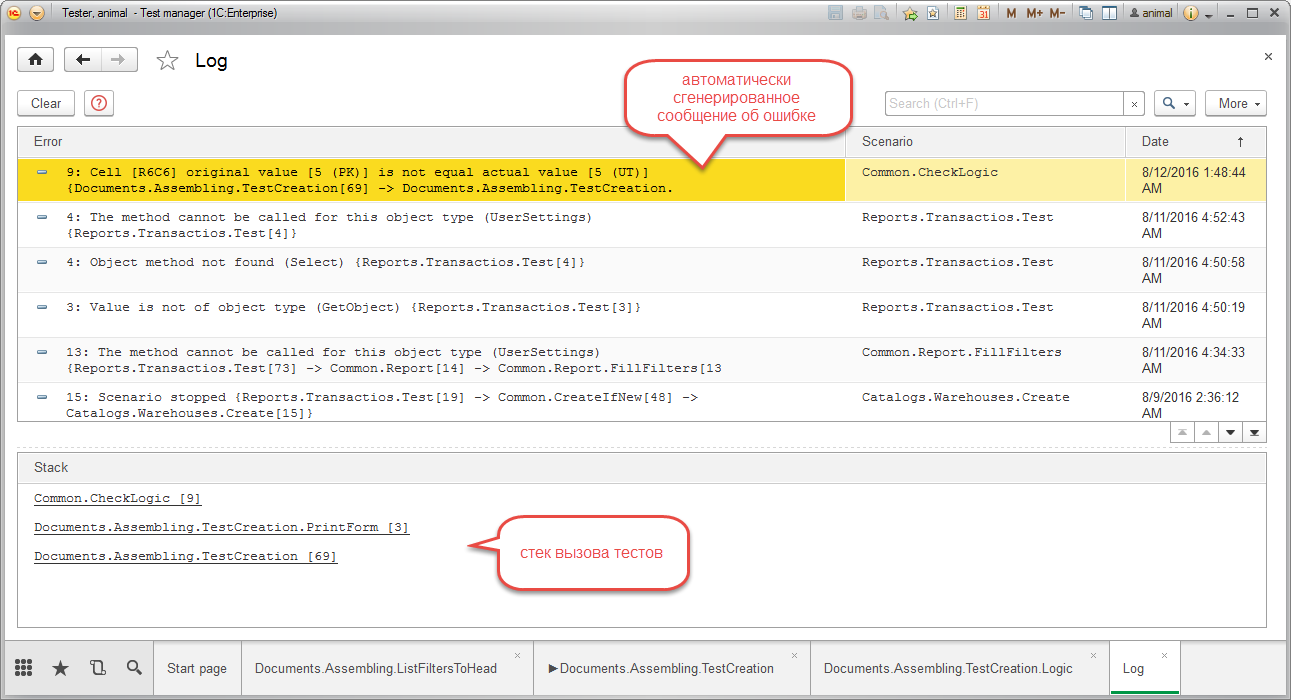 Tester, animal - Test manager (1C:Enterprise)
31
M M+ M-
animal
Log
Clear
автоматически
сгенерированное
сообщение об ошибке
Search (Ctrl+F)
More
Error Scenario Date
9: Cell [R6C6] original value [5 (PK)] is not equal actual value [5 (UT)] Common.CheckLogic 8/12/2016 1:48:44
{Documents.Assembling.TestCreation[69] -> Documents.Assembling.TestCreation. AM
4: The method cannot be called for this object type (UserSettings) Reports.Transactios.Test 8/11/2016 4:52:43
{Reports.Transactios.Test[4]} AM
4: Object method not found (Select) {Reports.Transactios.Test[4]} Reports.Transactios.Test 8/11/2016 4:50:58
AM
3: Value is not of object type (GetObject) {Reports.Transactios.Test[3]} Reports.Transactios.Test 8/11/2016 4:50:19
AM
13: The method cannot be called for this object type (UserSettings) Common.Report.FillFilters 8/11/2016 4:34:33
{Reports.Transactios.Test[73] -> Common.Report[14] -> Common.Report.FillFilters[13 AM
15: Scenario stopped {Reports.Transactios.Test[19] -> Common.CreateIfNew[48] -> Catalogs.Warehouses.Create 8/9/2016 2:36:12
Catalogs.Warehouses.Create[15]} AM
Stack
Common.CheckLogic [9]
Documents.Assembling.TestCreation.PrintForm [3]
Documents.Assembling.TestCreation [69]
стек вызова тестов
Start page Documents.Assembling.ListFiltersToHead Documents.Assembling.TestCreation Documents.Assembling.TestCreation.Logic Log